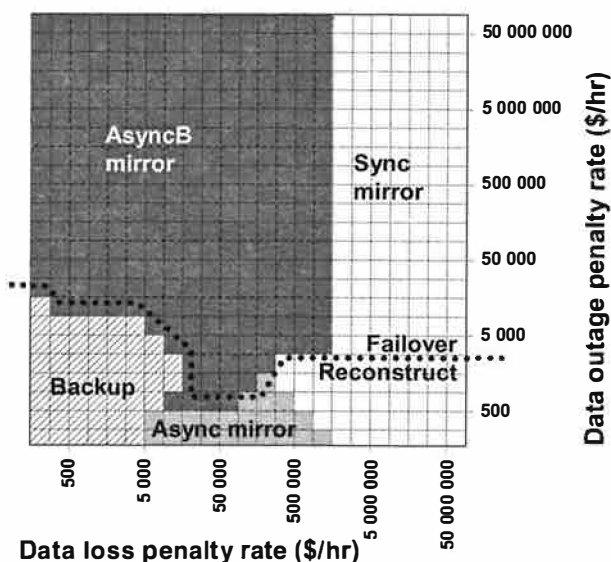 50 000 000
5 000 000
500 000
50 000
5 000
500
Data outage penalty rate ($/hr)
AsyncB
mirror
Sync
mirror
Failover
Reconstruct
Backup
Async mirror
500
5 000
50 000
500 000
5 000 000
50 000 000
Data loss penalty rate ($/hr)